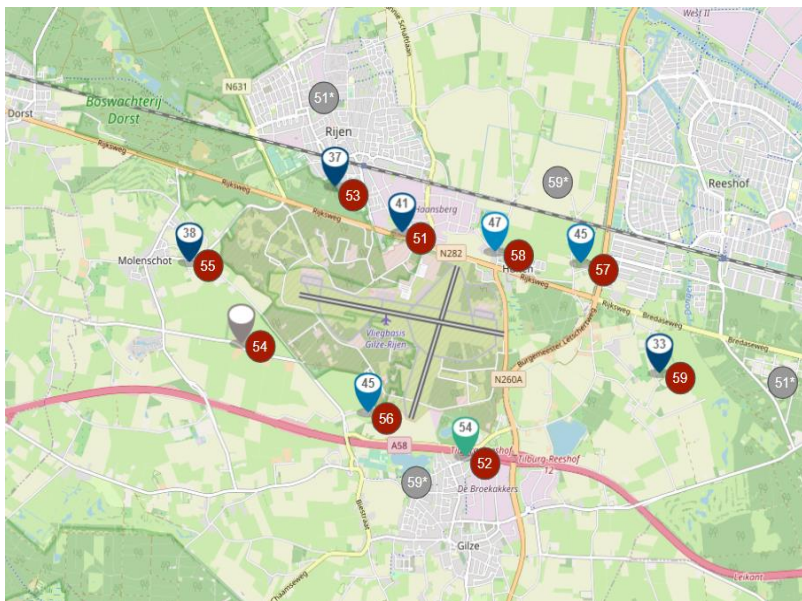 West II
N631
Boswachterij
Dorst
Dorst
51*
Rijen
Rijksweg
37
53
59*
Reeshof
Rijksweg
41
Haansberg
51
47
45
38
N282
58
Molenschot
55
57
Rijksweg
Rijksweg
Bredaseweg
Vliegbasis
Gilze-Rijen
54
Burgemeester Letschertweg
33
59
Bredaseweg
51*
N260A
45
56
A58
54
52
Tilburg-Reeshof
12
59*
De Broekakkers
Gilze
Leikant